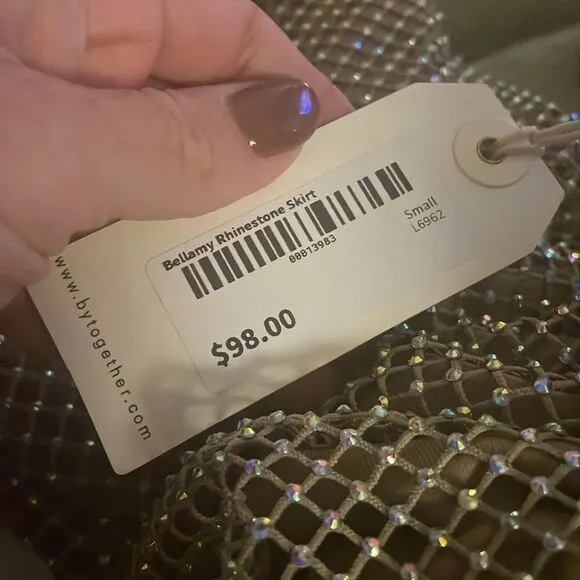 Bellamy Rhinestone Skirt
00013983
Small
L6962
$98.00
www.bytogether.com